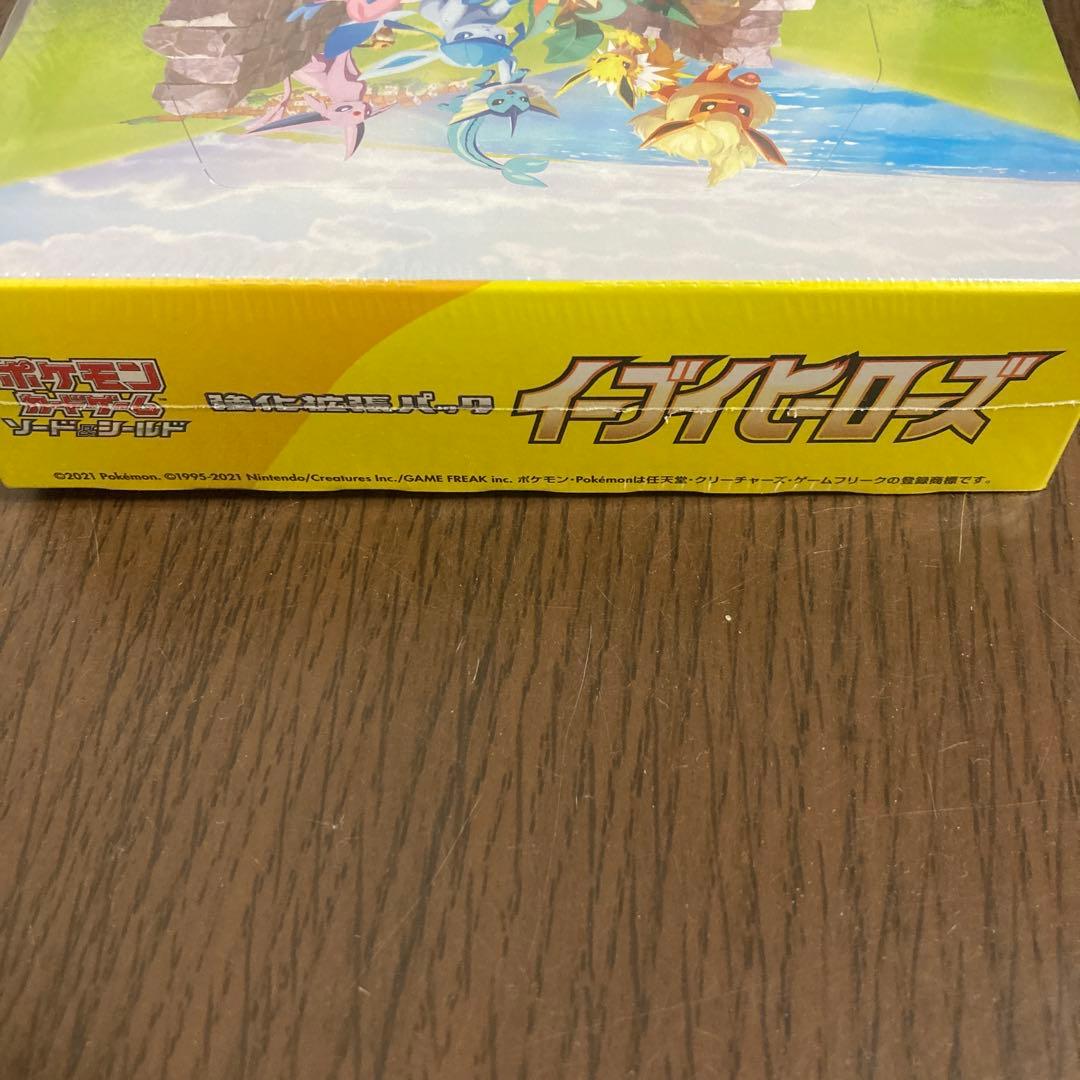 ポケモン
カードゲーム
ソード&シールド
強化拡張パック
イーブイヒーローズ
©2021 Pokémon. ©1995-2021 Nintendo/Creatures Inc./GAME FREAK inc. ポケモン・Pokémonは任天堂・クリーチャーズ・ゲームフリークの登録商標です。